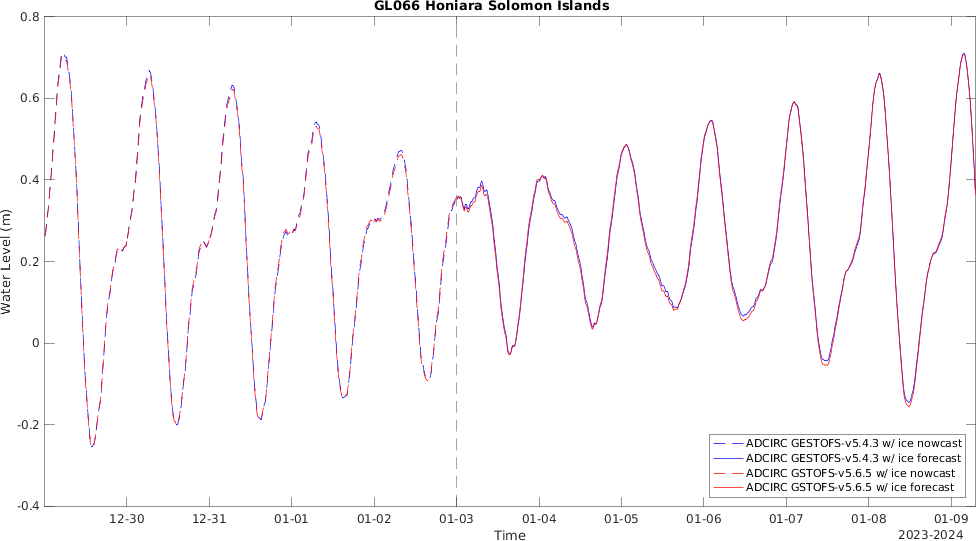 GL066 Honiara Solomon Islands
0.8
0.6
0.4
0.2
0
-0.2
-0.4
Water Level (m)
ADCIRC GESTOFS-v5.4.3 w/ ice nowcast
ADCIRC GESTOFS-v5.4.3 w/ ice forecast
ADCIRC GSTOFS-v5.6.5 w/ ice nowcast
ADCIRC GSTOFS-v5.6.5 w/ ice forecast
12-30 12-31 01-01 01-02 01-03 01-04 01-05 01-06 01-07 01-08 01-09
Time
2023-2024